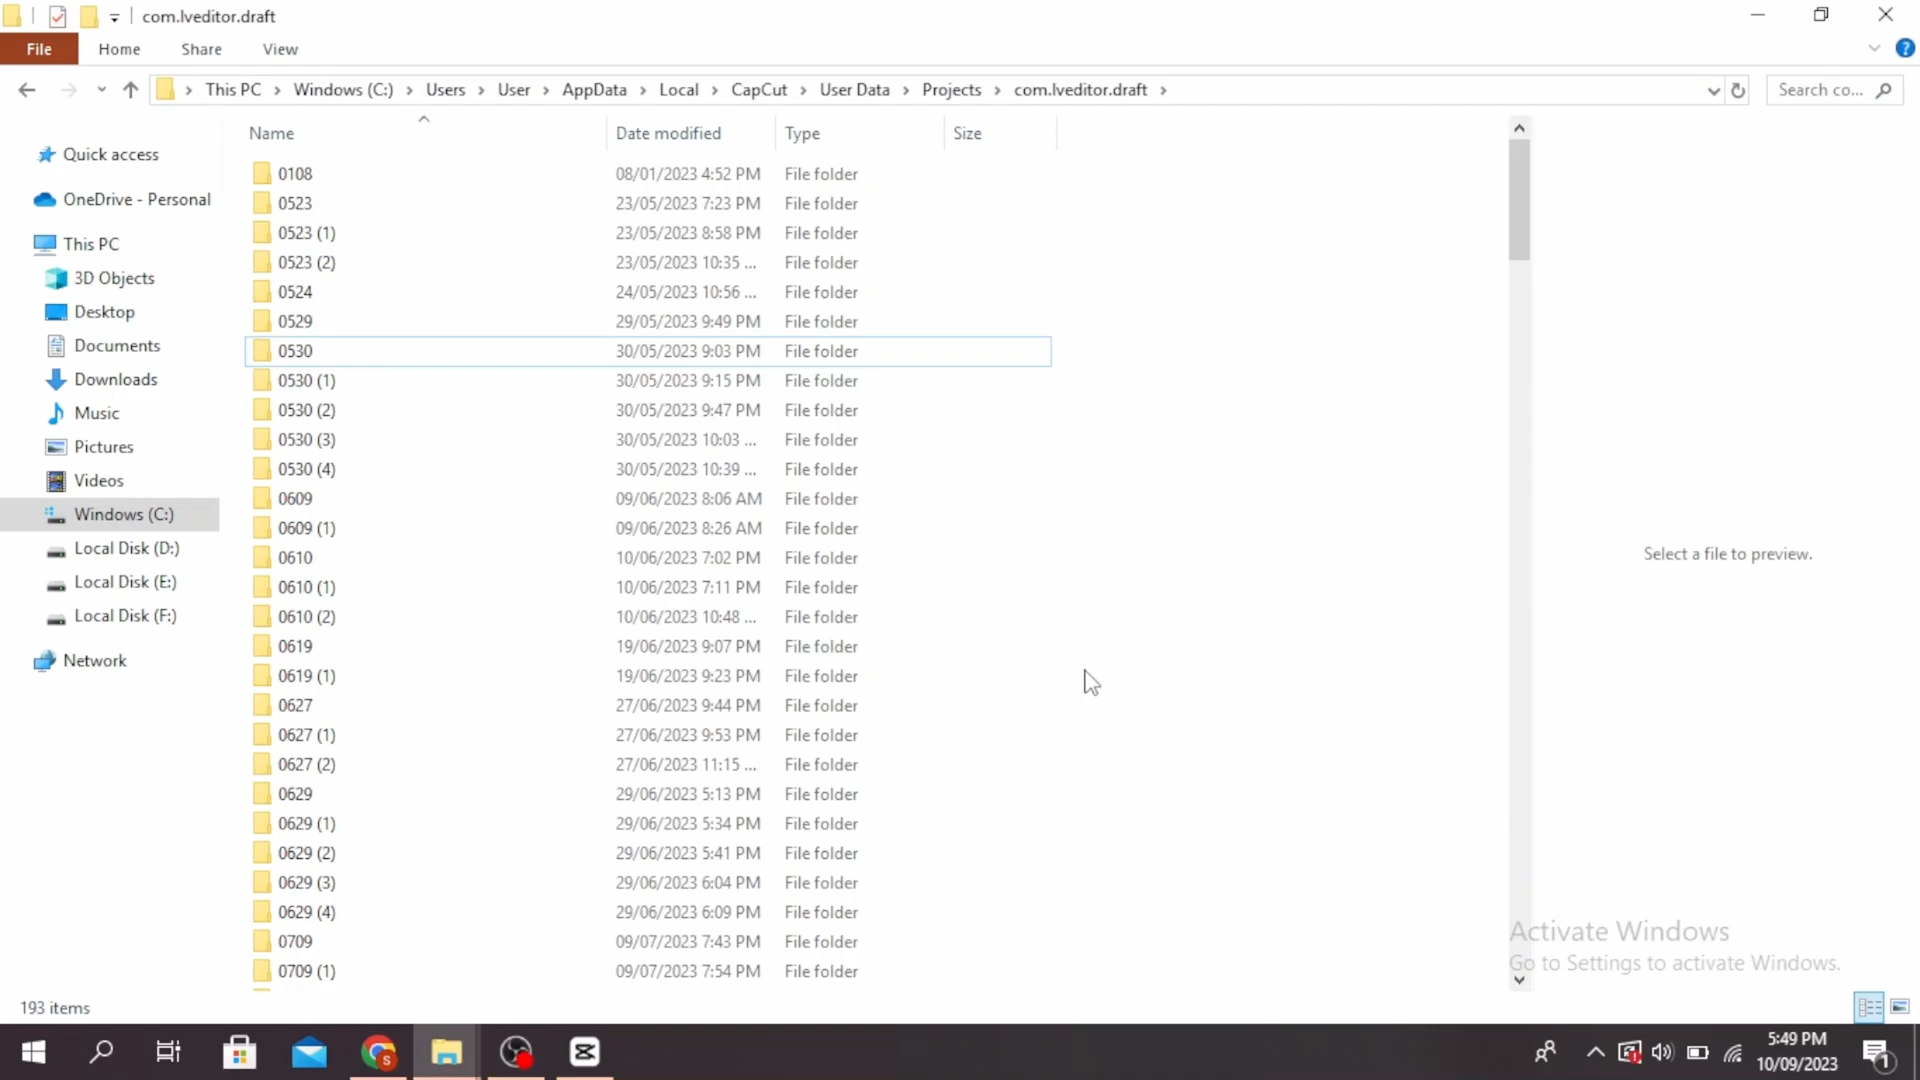 com.lveditor.draft
File Home Share View
This PC Windows (C:) Users User AppData Local CapCut User Data Projects com.lveditor.draft
Search co...
Name Date modified Type Size
Quick access
OneDrive - Personal
This PC
3D Objects
Desktop
Documents
Downloads
Music
Pictures
Videos
Windows (C:)
Local Disk (D:)
Local Disk (E:)
Local Disk (F:)
Network
0108 08/01/2023 4:52 PM File folder
0523 23/05/2023 7:23 PM File folder
0523 (1) 23/05/2023 8:58 PM File folder
0523 (2) 23/05/2023 10:35 ... File folder
0524 24/05/2023 10:56 ... File folder
0529 29/05/2023 9:49 PM File folder
0530 30/05/2023 9:03 PM File folder
0530 (1) 30/05/2023 9:15 PM File folder
0530 (2) 30/05/2023 9:47 PM File folder
0530 (3) 30/05/2023 10:03 ... File folder
0530 (4) 30/05/2023 10:39 ... File folder
0609 09/06/2023 8:06 AM File folder
0609 (1) 09/06/2023 8:26 AM File folder
0610 10/06/2023 7:02 PM File folder
0610 (1) 10/06/2023 7:11 PM File folder
0610 (2) 10/06/2023 10:48 ... File folder
0619 19/06/2023 9:07 PM File folder
0619 (1) 19/06/2023 9:23 PM File folder
0627 27/06/2023 9:44 PM File folder
0627 (1) 27/06/2023 9:53 PM File folder
0627 (2) 27/06/2023 11:15 ... File folder
0629 29/06/2023 5:13 PM File folder
0629 (1) 29/06/2023 5:34 PM File folder
0629 (2) 29/06/2023 5:41 PM File folder
0629 (3) 29/06/2023 6:04 PM File folder
0629 (4) 29/06/2023 6:09 PM File folder
0709 09/07/2023 7:43 PM File folder
0709 (1) 09/07/2023 7:54 PM File folder
Select a file to preview.
Activate Windows
Go to Settings to activate Windows.
193 items
S
5:49 PM
10/09/2023
1